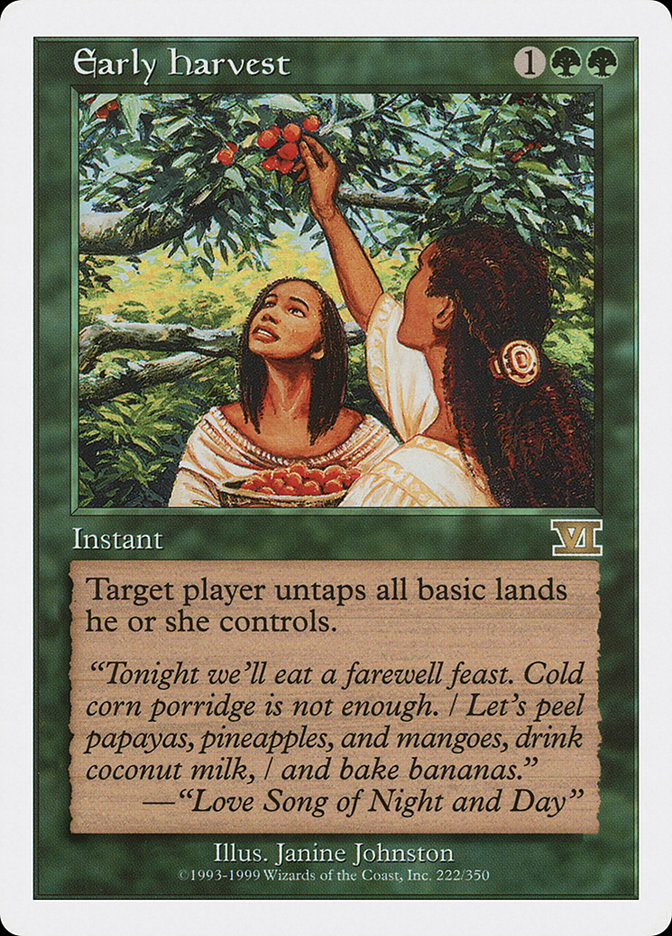 Early Harvest 1
Instant VI
Target player untaps all basic lands
he or she controls.
“Tonight we’ll eat a farewell feast. Cold
corn porridge is not enough. / Let’s peel
papayas, pineapples, and mangoes, drink
coconut milk, / and bake bananas.”
—“Love Song of Night and Day”
Illus. Janine Johnston
©1993-1999 Wizards of the Coast, Inc. 222/350